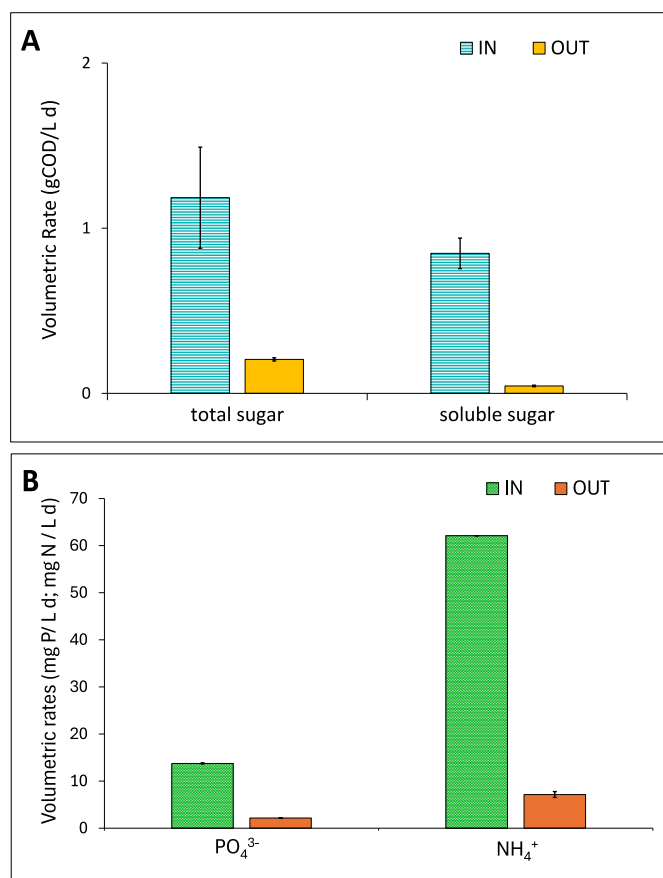 A
IN OUT
2
1
0
Volumetric Rate (gCOD/L d)
total sugar soluble sugar
B
IN OUT
70
60
50
40
30
20
10
0
Volumetric rates (mg P/ L d; mg N / L d)
PO₄³⁻ NH₄⁺